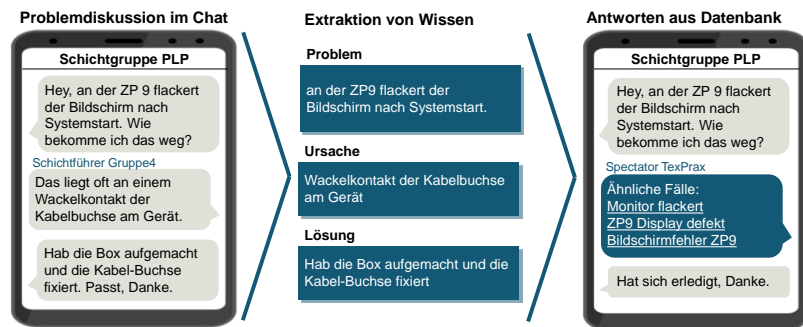 Problemdiskussion im Chat
Schichtgruppe PLP
Hey, an der ZP 9 flackert
der Bildschirm nach
Systemstart. Wie
bekomme ich das weg?
Schichtführer Gruppe4
Das liegt oft an einem
Wackelkontakt der
Kabelbuchse am Gerät.
Hab die Box aufgemacht
und die Kabel-Buchse
fixiert. Passt, Danke.
Extraktion von Wissen
Problem
an der ZP9 flackert der
Bildschirm nach Systemstart.
Ursache
Wackelkontakt der Kabelbuchse
am Gerät
Lösung
Hab die Box aufgemacht und die
Kabel-Buchse fixiert
Antworten aus Datenbank
Schichtgruppe PLP
Hey, an der ZP 9 flackert
der Bildschirm nach
Systemstart. Wie
bekomme ich das weg?
Spectator TexPrax
Ähnliche Fälle:
Monitor flackert
ZP9 Display defekt
Bildschirmfehler ZP9
Hat sich erledigt, Danke.